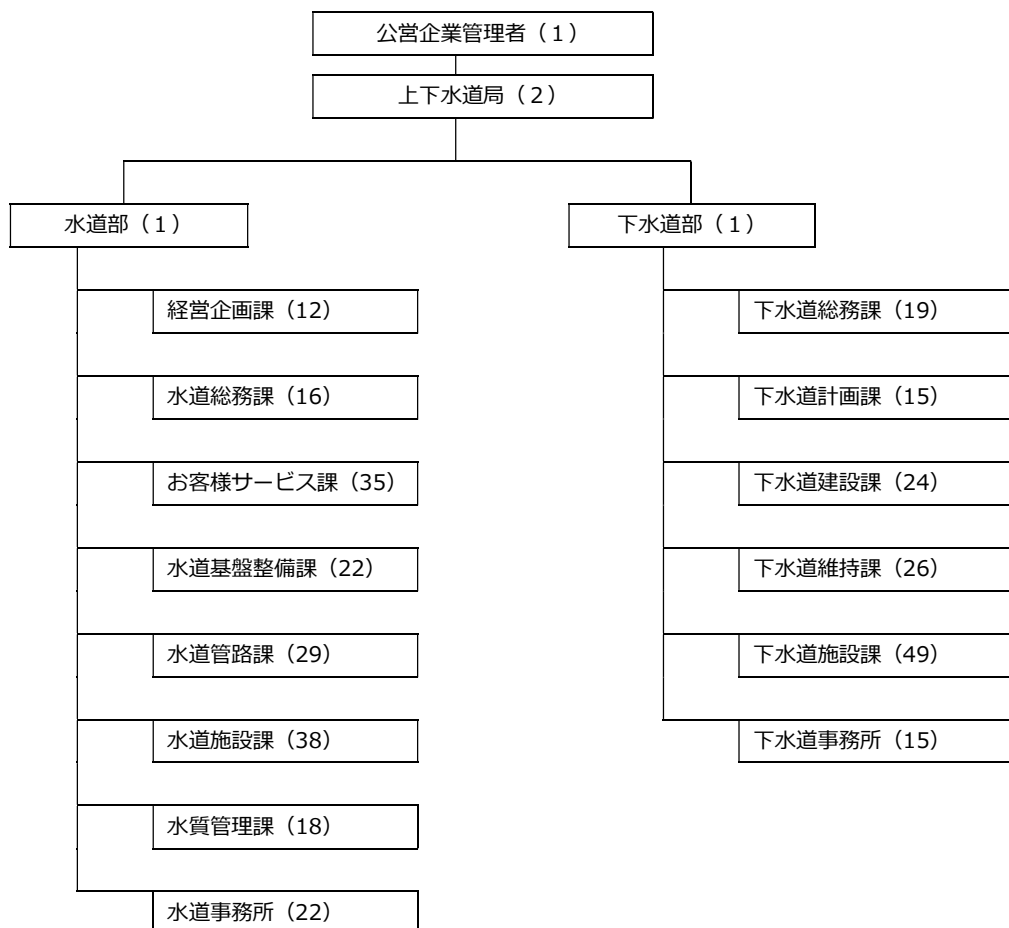 公営企業管理者（１）
上下水道局（２）
水道部（１）
下水道部（１）
経営企画課（12）
下水道総務課（19）
水道総務課（16）
下水道計画課（15）
お客様サービス課（35）
下水道建設課（24）
水道基盤整備課（22）
下水道維持課（26）
水道管路課（29）
下水道施設課（49）
水道施設課（38）
下水道事務所（15）
水質管理課（18）
水道事務所（22）